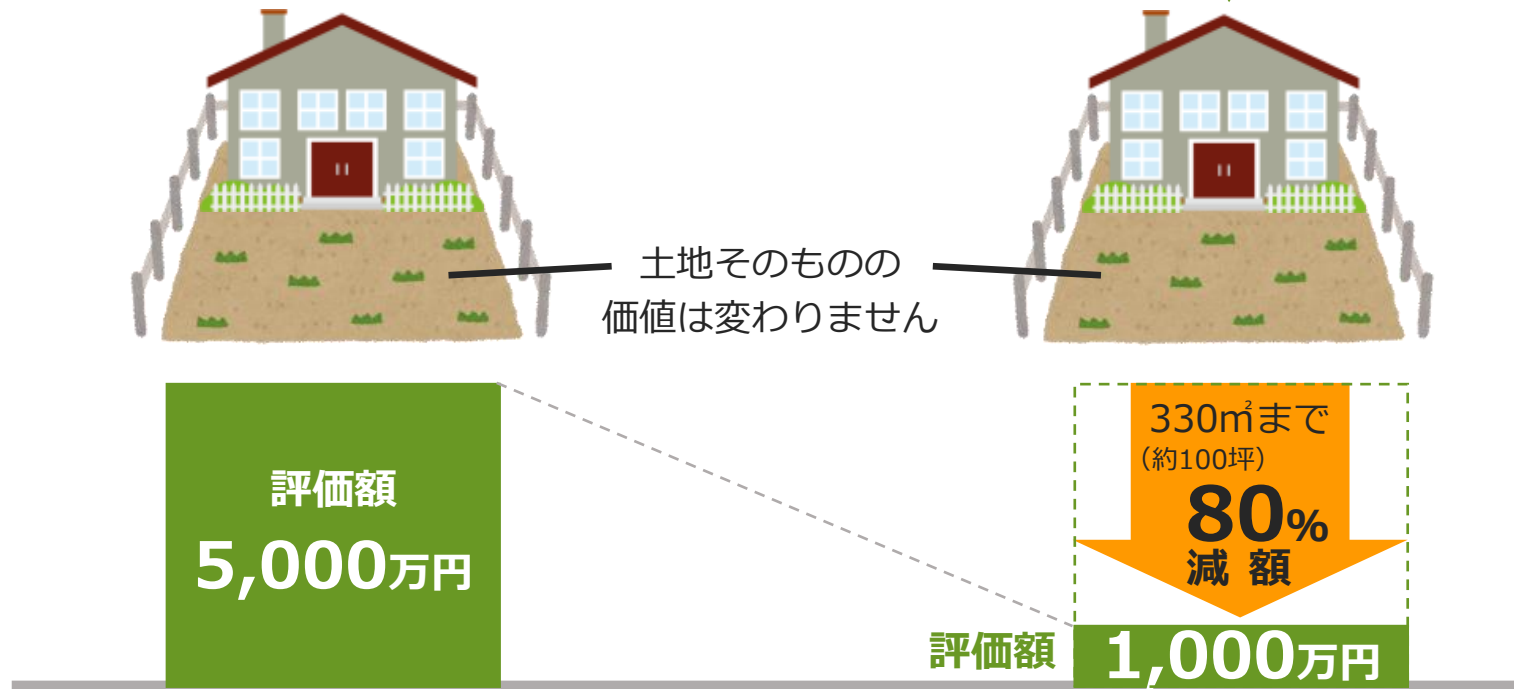 土地そのものの
価値は変わりません
評価額
5,000万円
330㎡まで
（約100坪）
80%
減 額
評価額
1,000万円